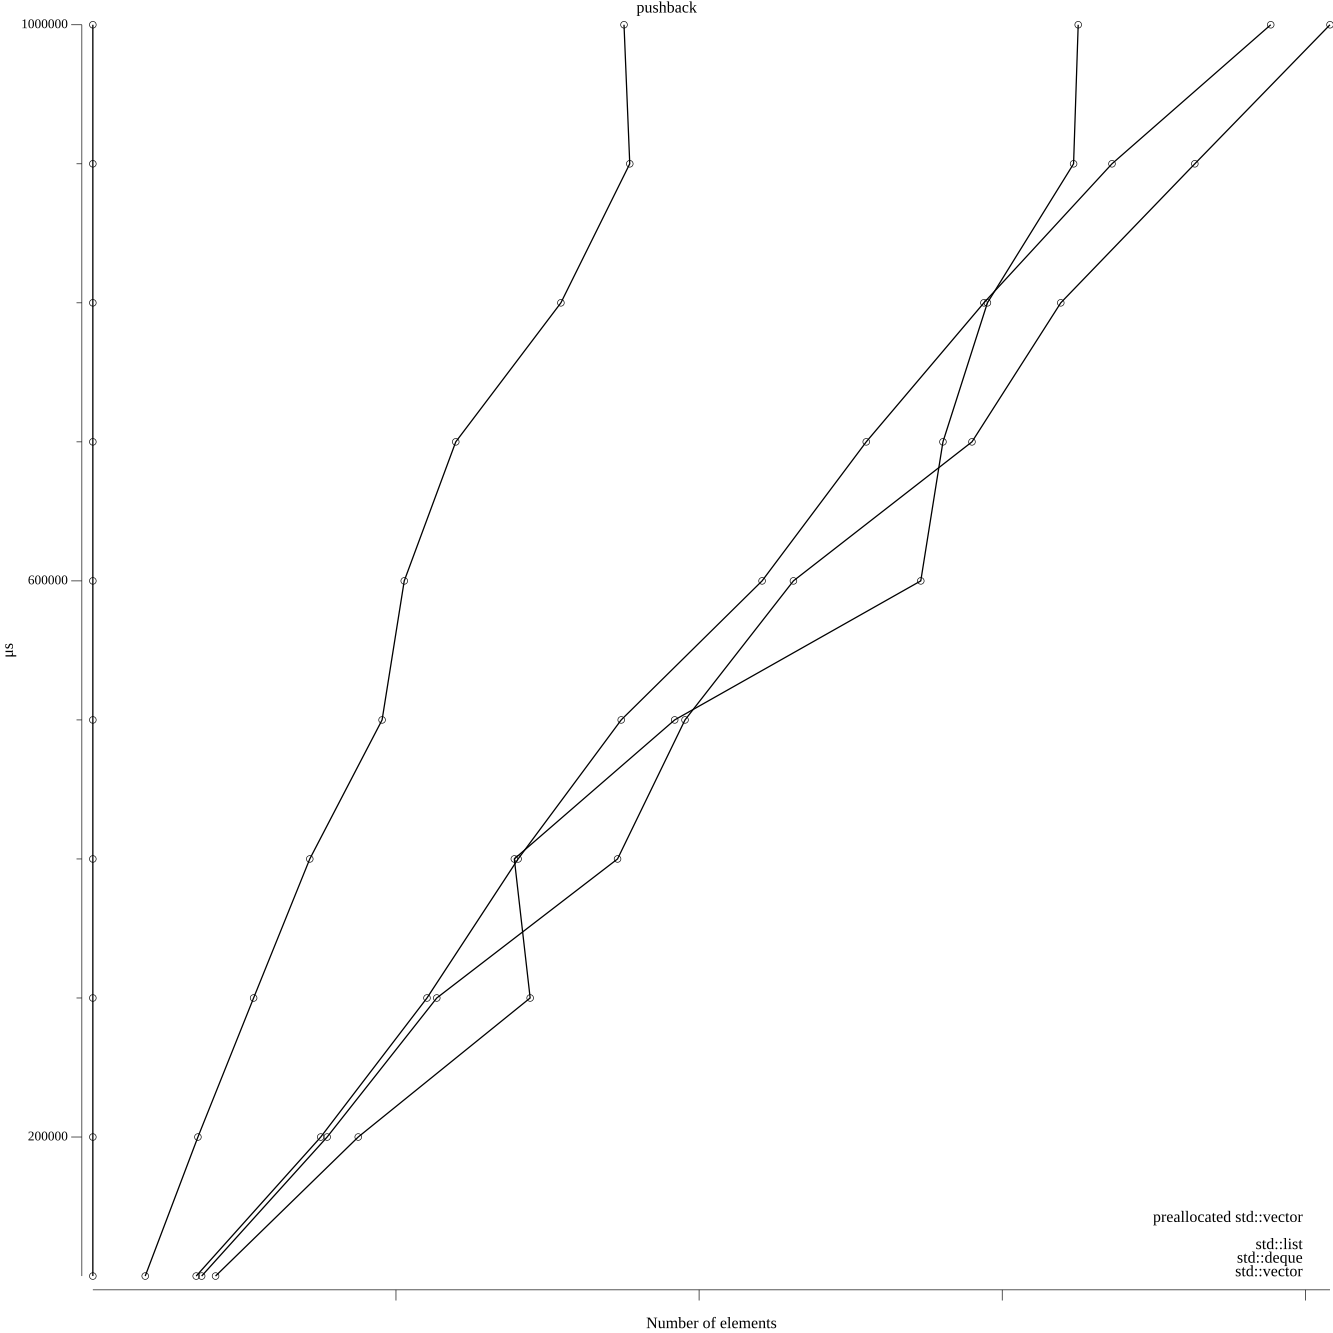 pushback
1000000
600000
µs
200000
preallocated std::vector
std::list
std::deque
std::vector
Number of elements